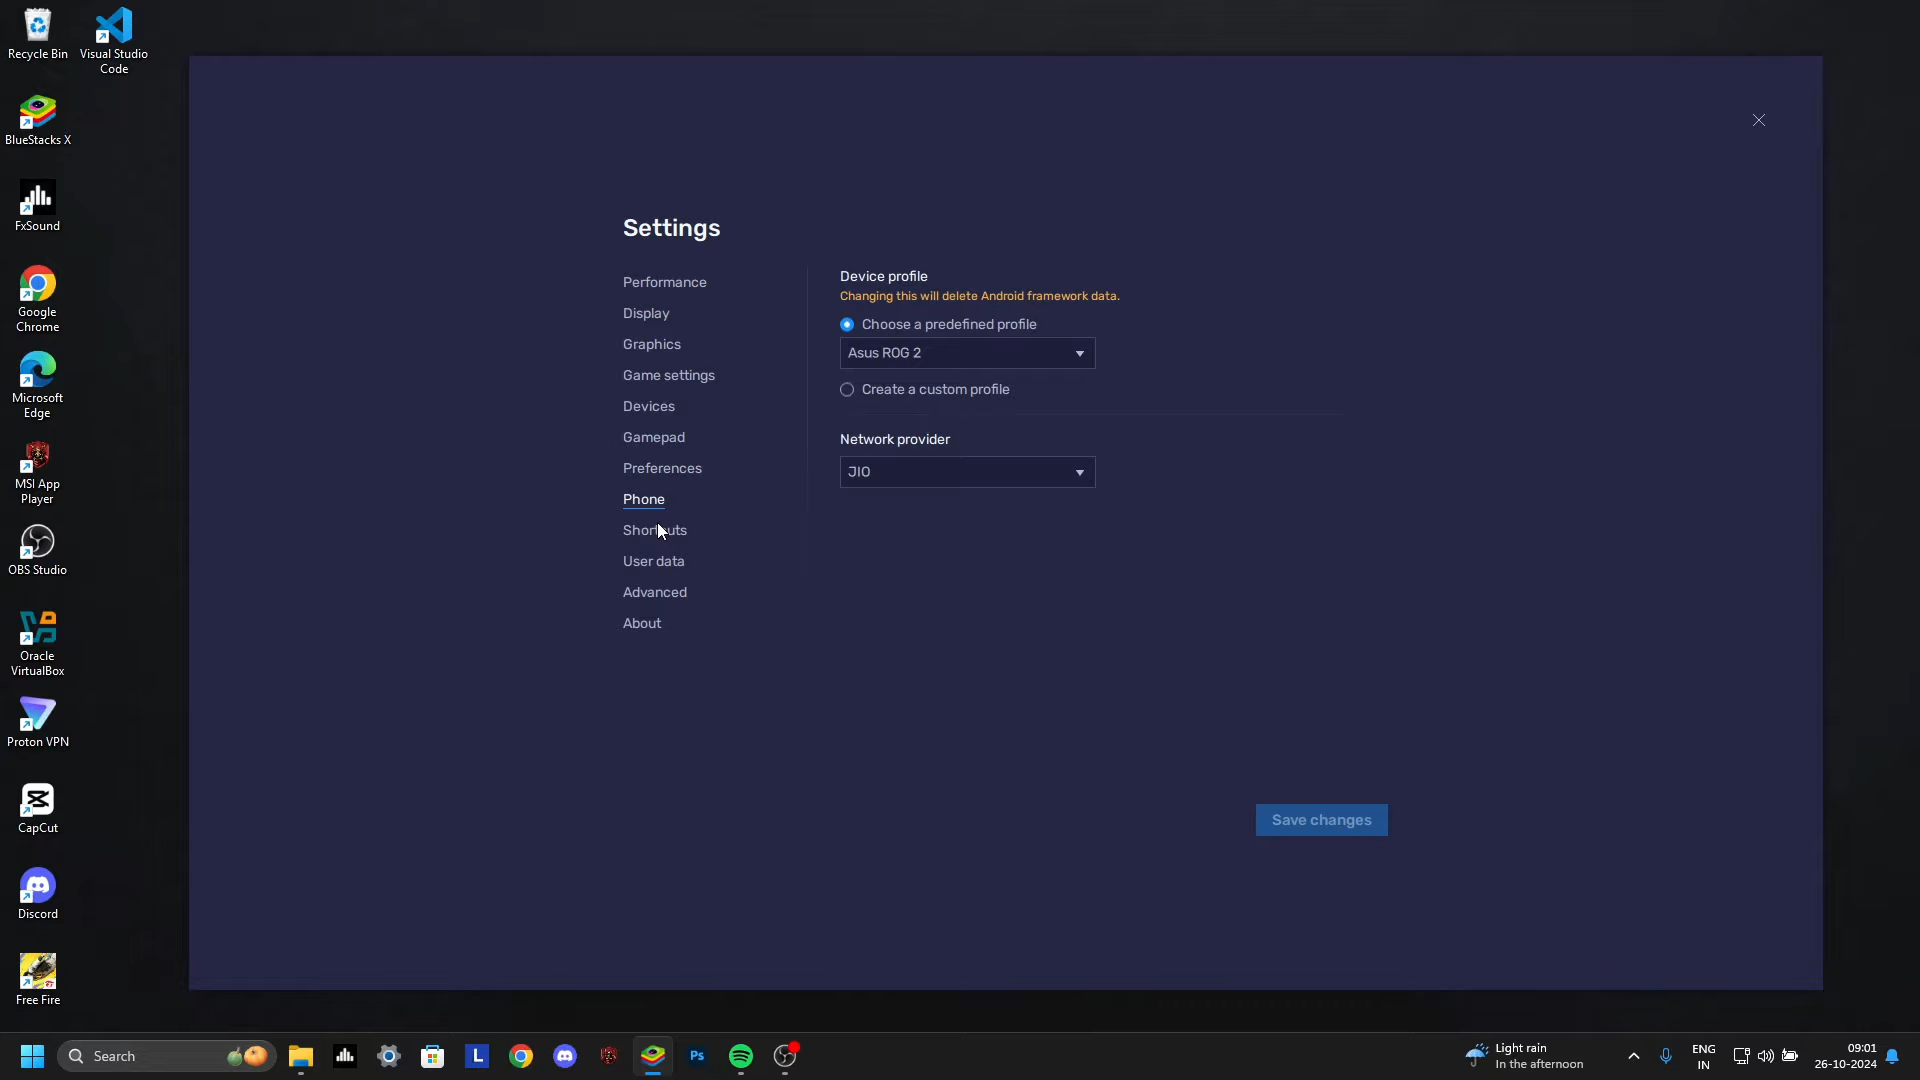 Recycle Bin
Visual Studio
Code
BlueStacks X
FxSound
Google
Chrome
Microsoft
Edge
MSI App
Player
OBS Studio
Oracle
VirtualBox
Proton VPN
CapCut
Discord
Free Fire
Settings
Performance
Display
Graphics
Game settings
Devices
Gamepad
Preferences
Phone
Shortcuts
User data
Advanced
About
Device profile
Changing this will delete Android framework data.
Choose a predefined profile
Asus ROG 2
Create a custom profile
Network provider
JIO
Save changes
Search
L
Ps
Light rain
In the afternoon
ENG
IN
09:01
26-10-2024